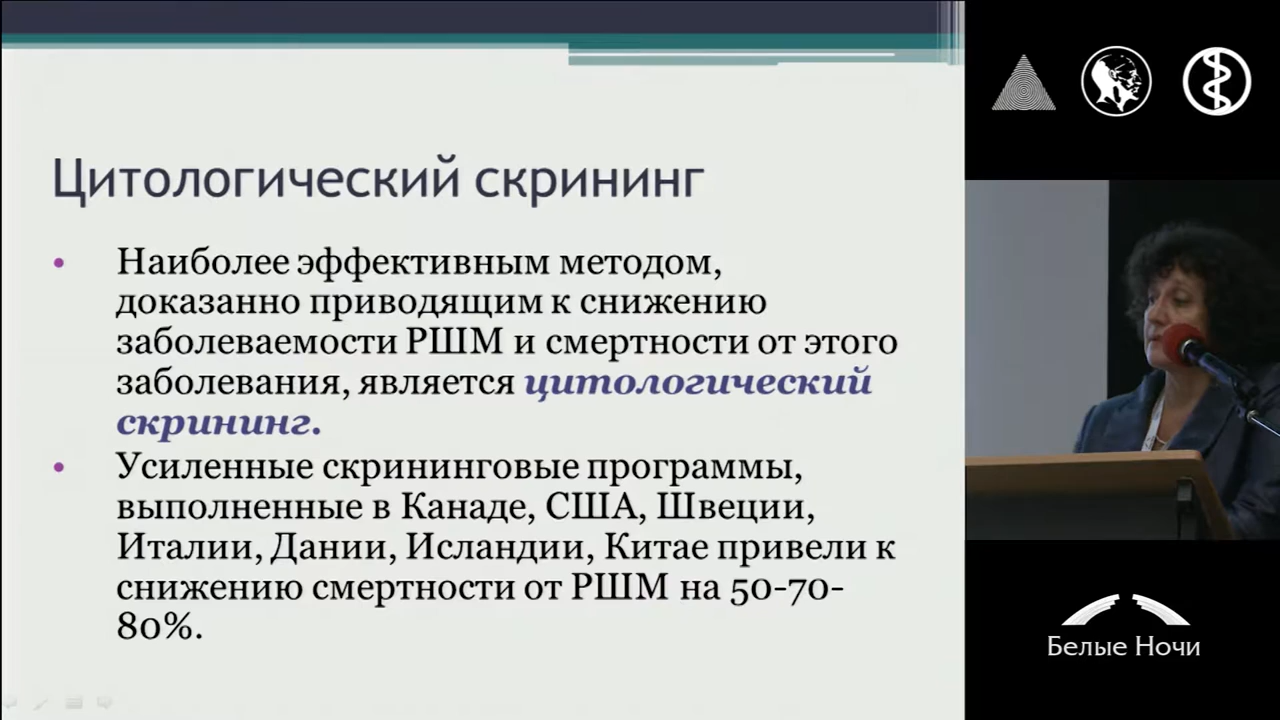 Цитологический скрининг
• Наиболее эффективным методом,
доказанно приводящим к снижению
заболеваемости РШМ и смертности от этого
заболевания, является цитологический
скрининг.
• Усиленные скрининговые программы,
выполненные в Канаде, США, Швеции,
Италии, Дании, Исландии, Китае привели к
снижению смертности от РШМ на 50-70-
80%.
Белые Ночи